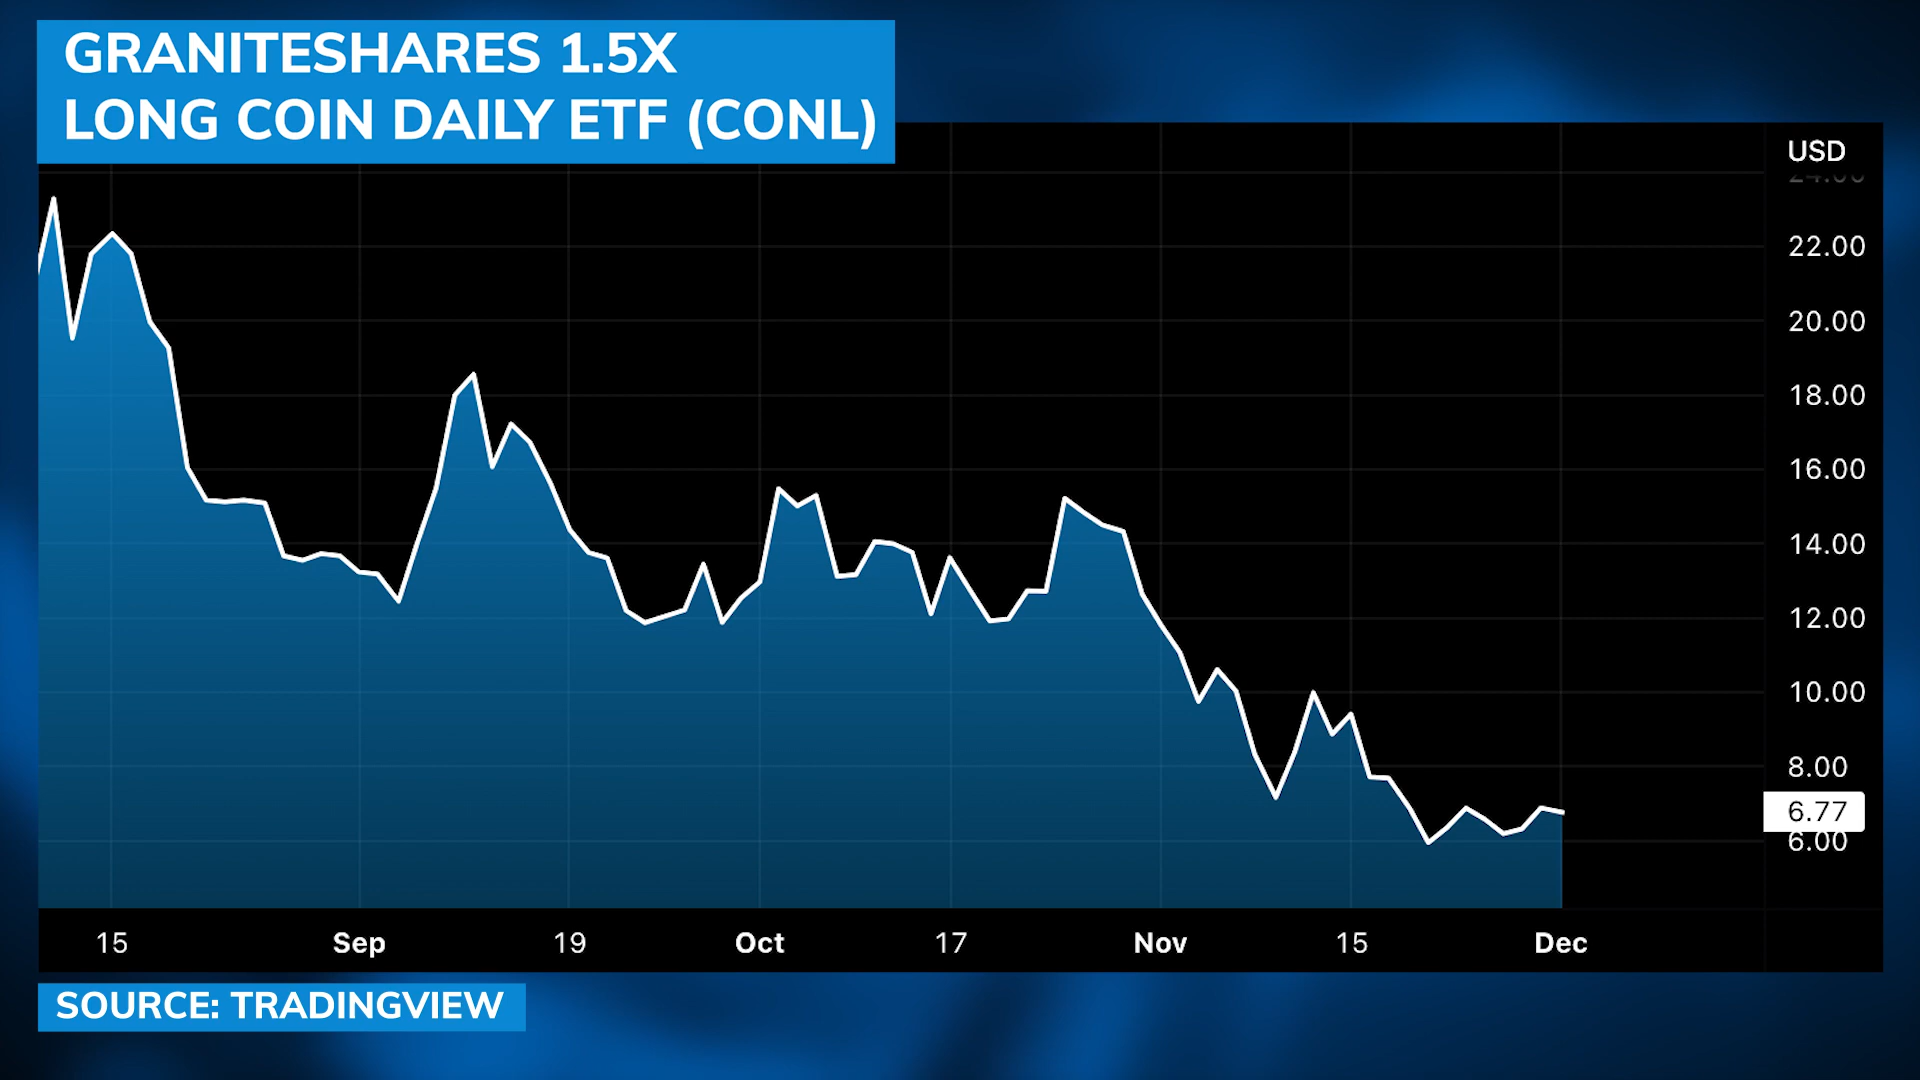 GRANITESHARES 1.5X
LONG COIN DAILY ETF (CONL)
USD
24.00
22.00
20.00
18.00
16.00
14.00
12.00
10.00
8.00
6.77
6.00
15 Sep 19 Oct 17 Nov 15 Dec
SOURCE: TRADINGVIEW